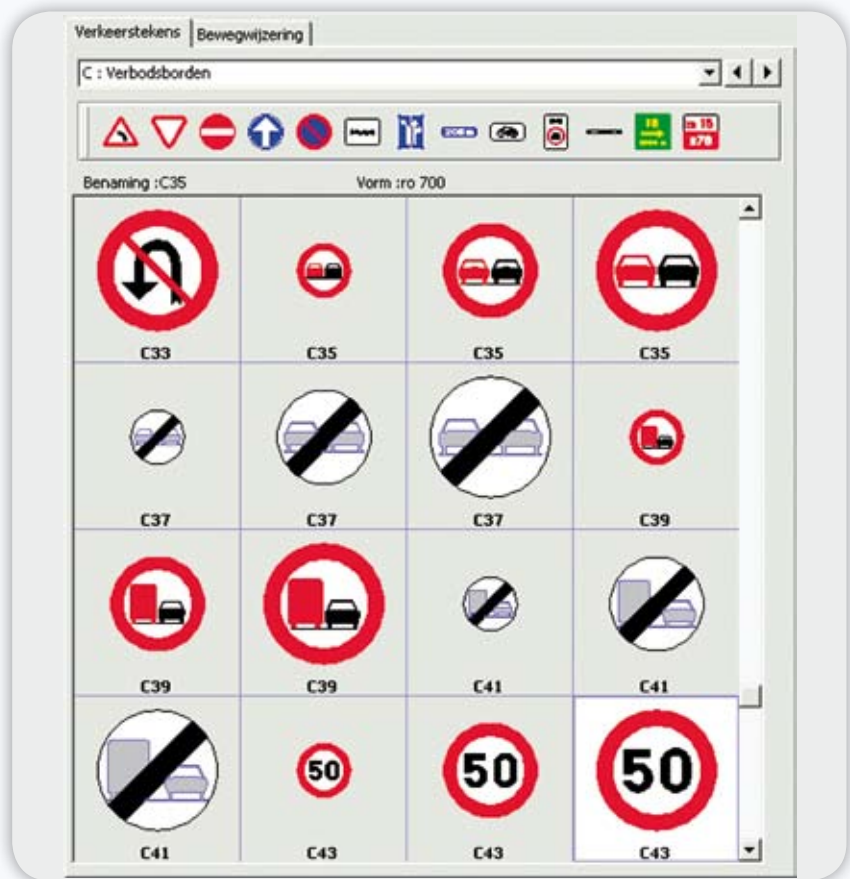 Verkeerstekens Bewegwijzering
C : Verbodsborden
Benaming :C35 Vorm :ro 700
C33 C35 C35 C35
C37 C37 C37 C39
C39 C39 C41 C41
50 50 50
C41 C43 C43 C43